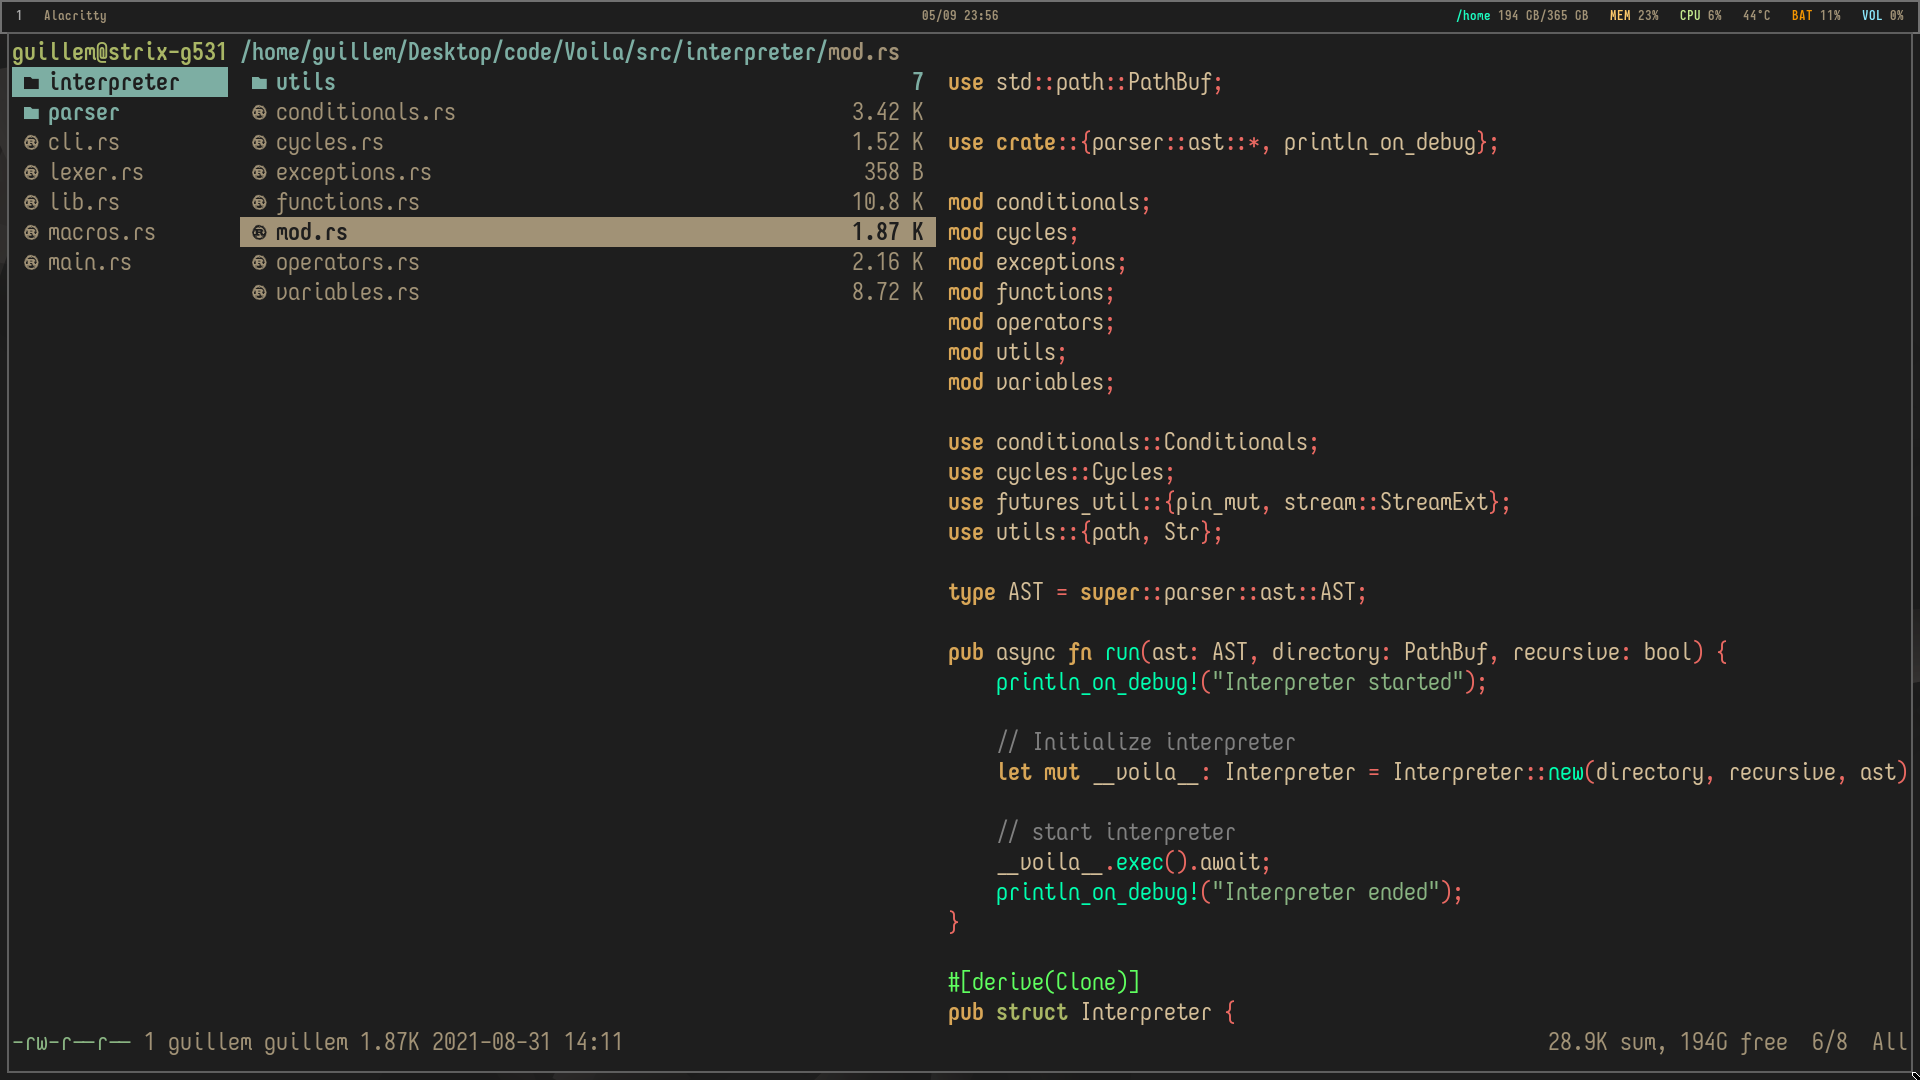 1 Alacritty 05/09 23:56 /home 194 GB/365 GB MEM 23% CPU 6% 44°C BAT 11% VOL 0%
guillem@strix-g531 /home/guillem/Desktop/code/Voila/src/interpreter/mod.rs
interpreter
parser
cli.rs
lexer.rs
lib.rs
macros.rs
main.rs
utils 7
conditionals.rs 3.42 K
cycles.rs 1.52 K
exceptions.rs 358 B
functions.rs 10.8 K
mod.rs 1.87 K
operators.rs 2.16 K
variables.rs 8.72 K
use std::path::PathBuf;
use crate::{parser::ast::*, println_on_debug};
mod conditionals;
mod cycles;
mod exceptions;
mod functions;
mod operators;
mod utils;
mod variables;
use conditionals::Conditionals;
use cycles::Cycles;
use futures_util::{pin_mut, stream::StreamExt};
use utils::{path, Str};
type AST = super::parser::ast::AST;
pub async fn run(ast: AST, directory: PathBuf, recursive: bool) {
    println_on_debug!("Interpreter started");
    // Initialize interpreter
    let mut __voila__: Interpreter = Interpreter::new(directory, recursive, ast)
    // start interpreter
    __voila__.exec().await;
    println_on_debug!("Interpreter ended");
}
#[derive(Clone)]
pub struct Interpreter {
-rw-r--r-- 1 guillem guillem 1.87K 2021-08-31 14:11 28.9K sum, 194G free 6/8 All